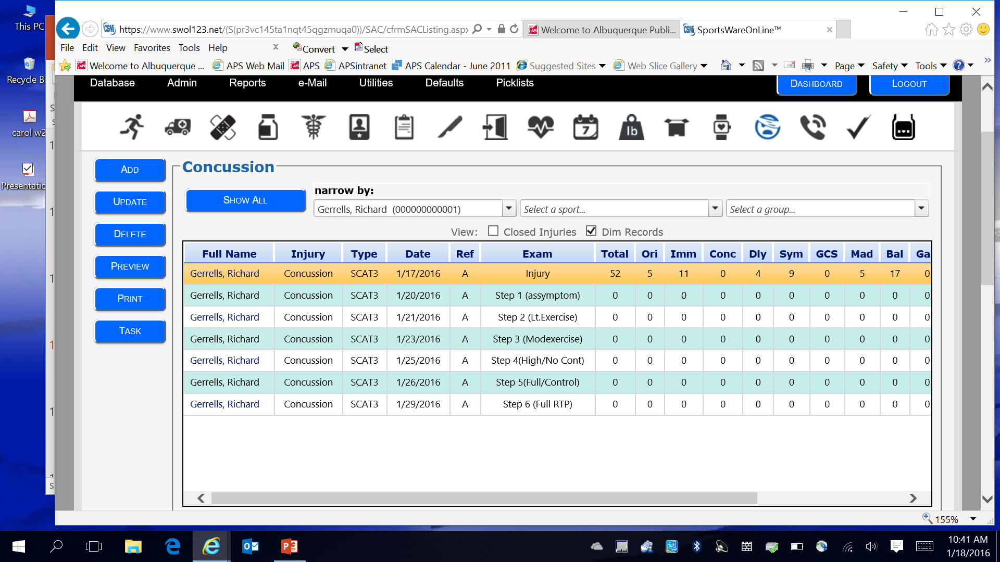 This PC
Recycle Bi
carol w2
Presentatic
https://www.swol123.net/(S(pr3vc145ta1nqt45qgzmuqa0))/SAC/cfrmSACListing.aspx
Welcome to Albuquerque Publi...
CSMi SportsWareOnLine™
File Edit View Favorites Tools Help
Convert Select
Welcome to Albuquerque ... APS Web Mail APS APSintranet APS Calendar - June 2011 Suggested Sites Web Slice Gallery Page Safety Tools
Database Admin Reports e-Mail Utilities Defaults Picklists DASHBOARD LOGOUT
7 lb
ADD
UPDATE
DELETE
PREVIEW
PRINT
TASK
Concussion
SHOW ALL
narrow by:
Gerrells, Richard (000000000001) Select a sport... Select a group...
View: Closed Injuries Dim Records
Full Name Injury Type Date Ref Exam Total Ori Imm Conc Dly Sym GCS Mad Bal Ga
Gerrells, Richard Concussion SCAT3 1/17/2016 A Injury 52 5 11 0 4 9 0 5 17 0
Gerrells, Richard Concussion SCAT3 1/20/2016 A Step 1 (assymptom) 0 0 0 0 0 0 0 0 0 0
Gerrells, Richard Concussion SCAT3 1/21/2016 A Step 2 (Lt.Exercise) 0 0 0 0 0 0 0 0 0 0
Gerrells, Richard Concussion SCAT3 1/23/2016 A Step 3 (Modexercise) 0 0 0 0 0 0 0 0 0 0
Gerrells, Richard Concussion SCAT3 1/25/2016 A Step 4(High/No Cont) 0 0 0 0 0 0 0 0 0 0
Gerrells, Richard Concussion SCAT3 1/26/2016 A Step 5(Full/Control) 0 0 0 0 0 0 0 0 0 0
Gerrells, Richard Concussion SCAT3 1/29/2016 A Step 6 (Full RTP) 0 0 0 0 0 0 0 0 0 0
155%
10:41 AM
1/18/2016